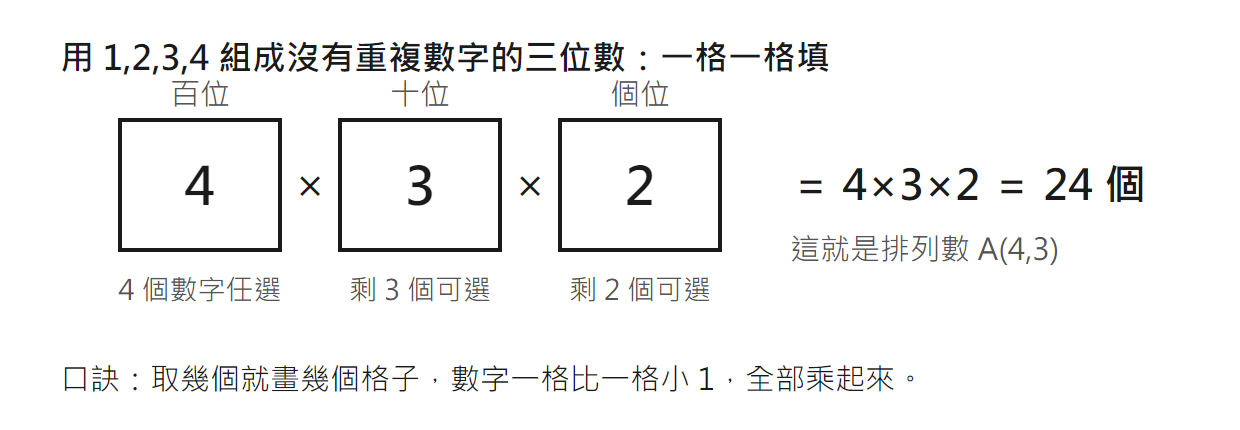 用 1,2,3,4 組成沒有重複數字的三位數：一格一格填
百位 十位 個位
4 × 3 × 2 = 4×3×2 = 24 個
這就是排列數 A(4,3)
4 個數字任選 剩 3 個可選 剩 2 個可選
口訣：取幾個就畫幾個格子，數字一格比一格小 1，全部乘起來。